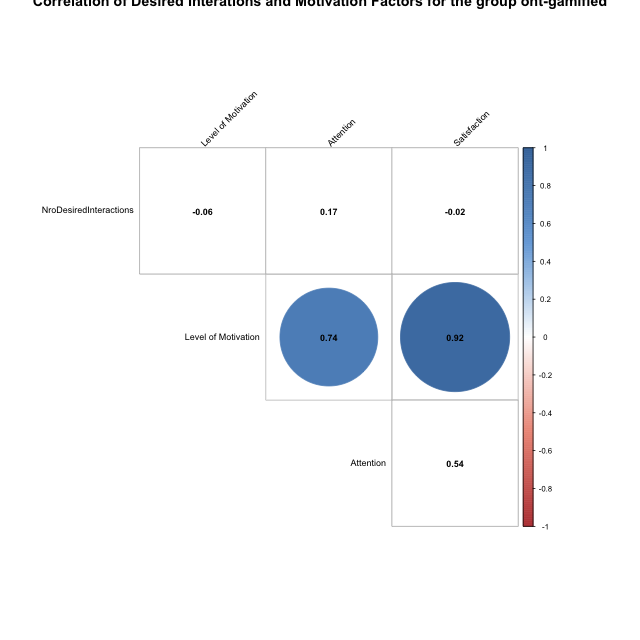 Correlation of Desired Interations and Motivation Factors for the group ont-gamified
Level of Motivation
Attention
Satisfaction
NroDesiredInteractions
-0.06
0.17
-0.02
Level of Motivation
0.74
0.92
Attention
0.54
1
0.8
0.6
0.4
0.2
0
-0.2
-0.4
-0.6
-0.8
-1